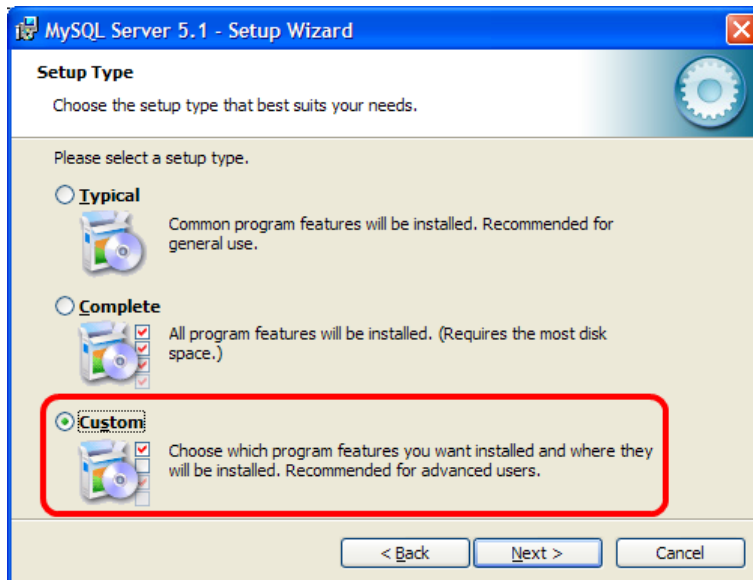 MySQL Server 5.1 - Setup Wizard
Setup Type
Choose the setup type that best suits your needs.
Please select a setup type.
Typical
Common program features will be installed. Recommended for
general use.
Complete
All program features will be installed. (Requires the most disk
space.)
Custom
Choose which program features you want installed and where they
will be installed. Recommended for advanced users.
< Back
Next >
Cancel